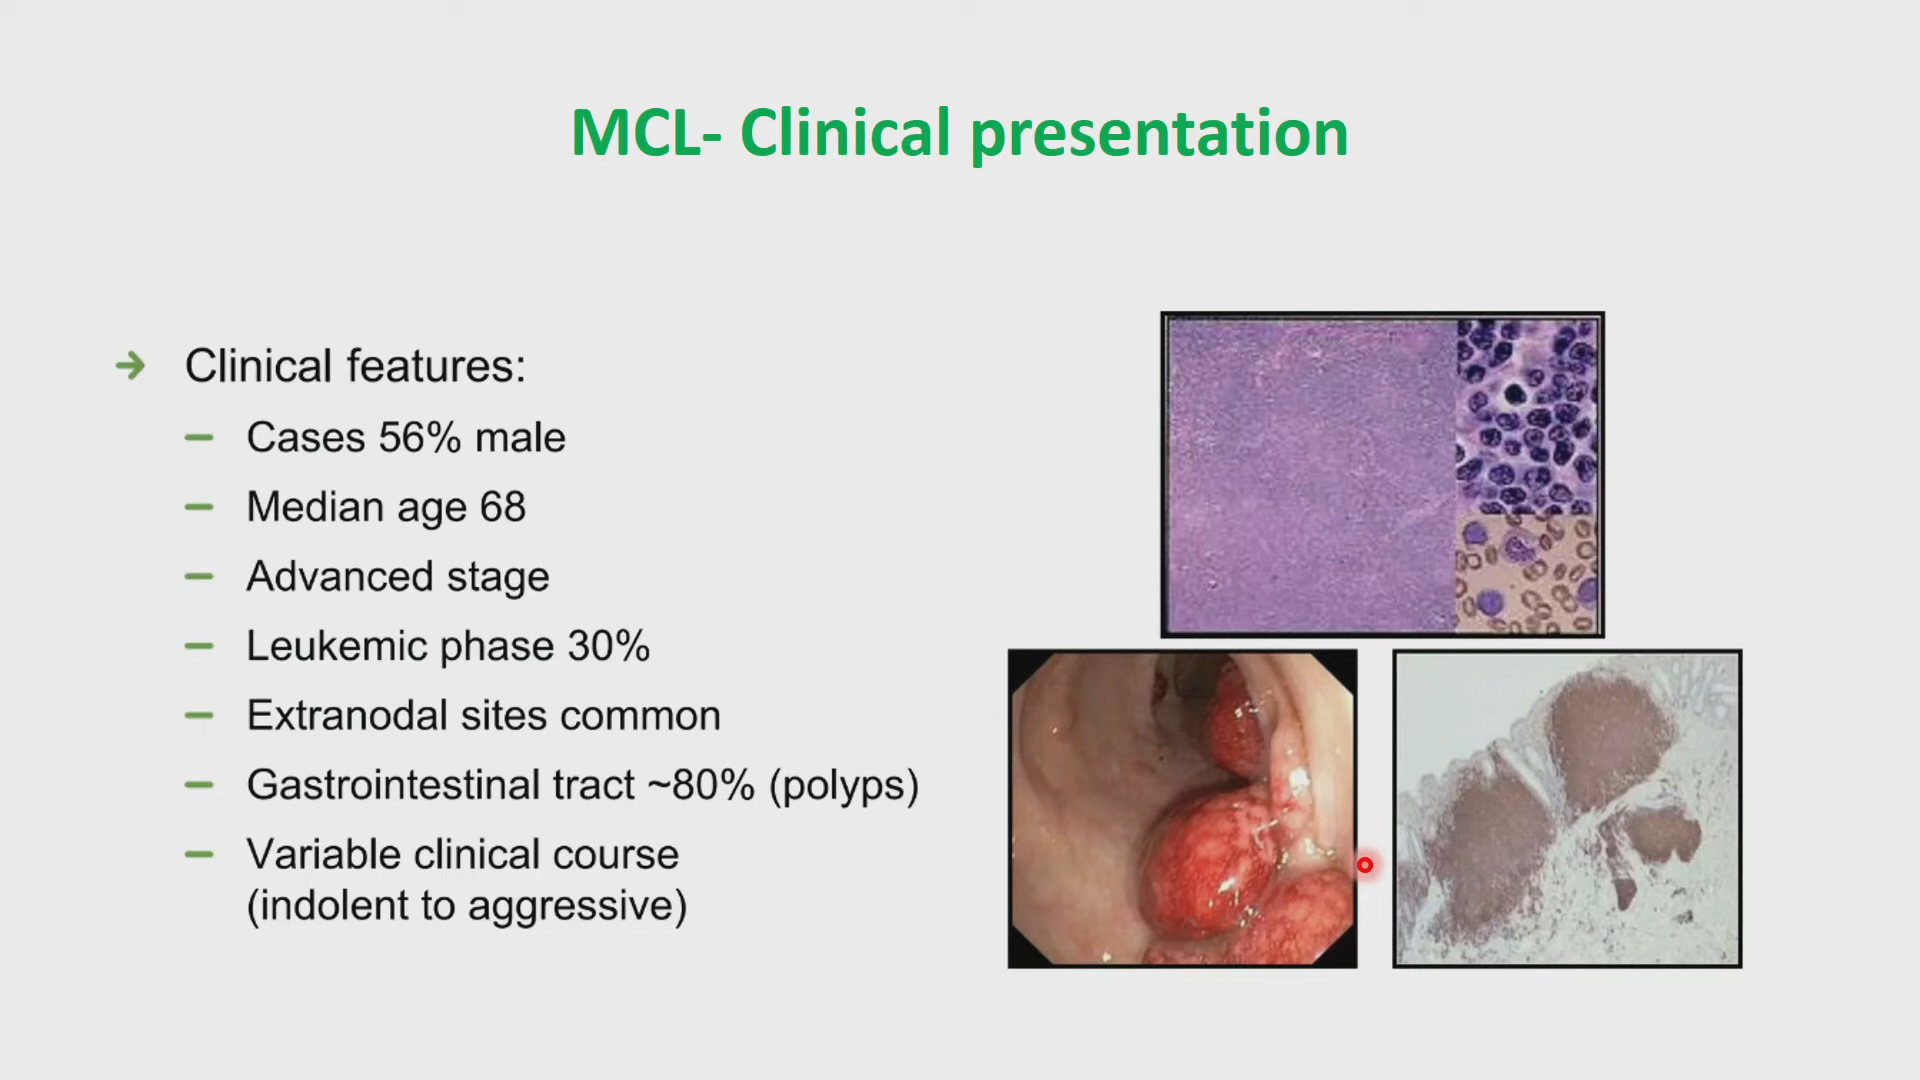 MCL- Clinical presentation
→ Clinical features:
– Cases 56% male
– Median age 68
– Advanced stage
– Leukemic phase 30%
– Extranodal sites common
– Gastrointestinal tract ~80% (polyps)
– Variable clinical course
(indolent to aggressive)